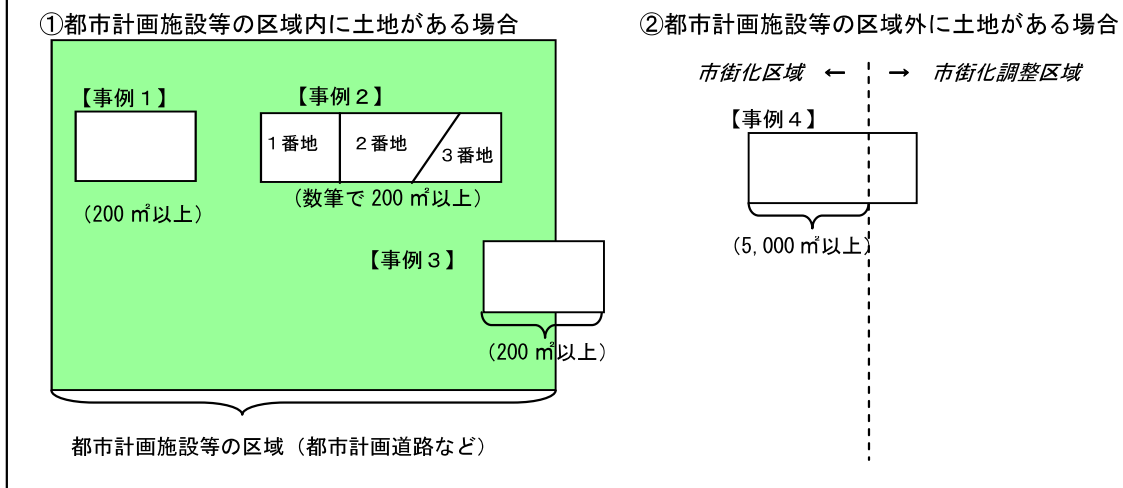 ①都市計画施設等の区域内に土地がある場合
【事例１】
（200 ㎡以上）
【事例２】
１番地
２番地
３番地
（数筆で 200 ㎡以上）
【事例３】
（200 ㎡以上）
都市計画施設等の区域（都市計画道路など）
②都市計画施設等の区域外に土地がある場合
市街化区域 ← → 市街化調整区域
【事例４】
（5,000 ㎡以上）